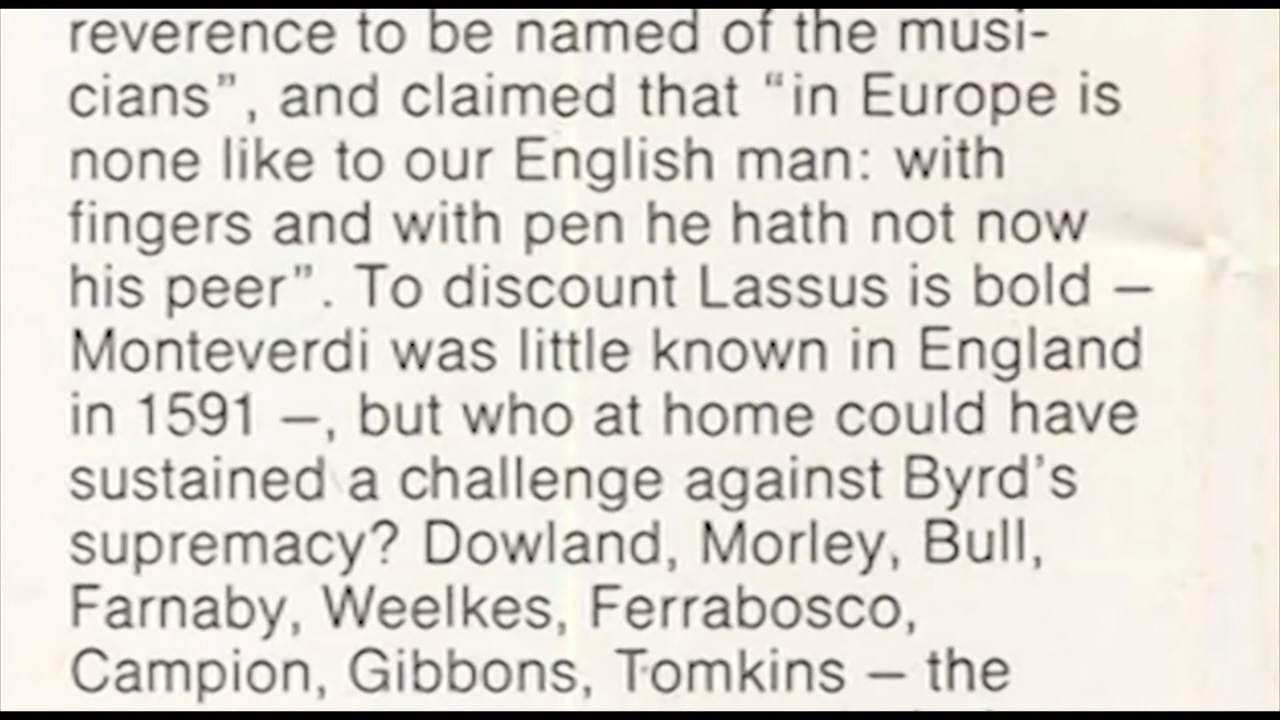 reverence to be named of the musi-
cians”, and claimed that “in Europe is
none like to our English man: with
fingers and with pen he hath not now
his peer”. To discount Lassus is bold –
Monteverdi was little known in England
in 1591 –, but who at home could have
sustained a challenge against Byrd’s
supremacy? Dowland, Morley, Bull,
Farnaby, Weelkes, Ferrabosco,
Campion, Gibbons, Tomkins – the